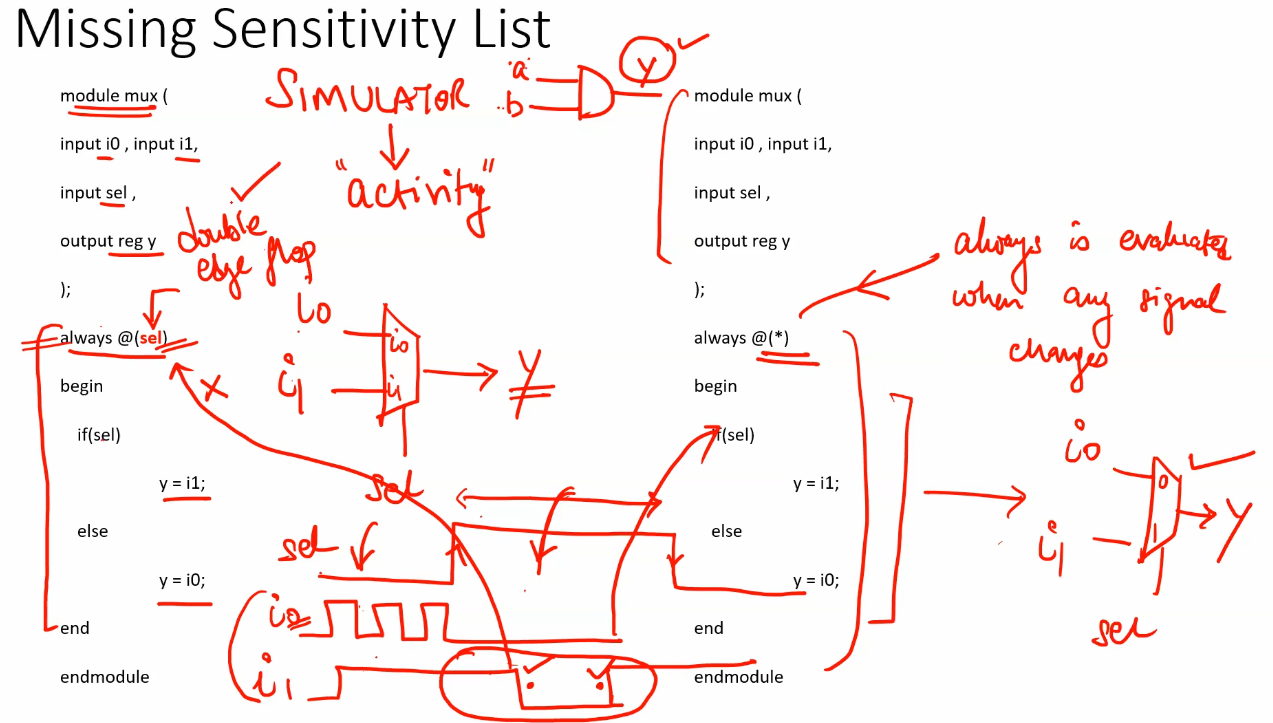 Missing Sensitivity List
module mux (
input i0 , input i1,
input sel ,
output reg y
);
always @(sel)
begin
if(sel)
y = i1;
else
y = i0;
end
endmodule
SIMULATOR
"activity"
a
b
y
double
edge flop
i0
i1
i0
i1
sel
y
sel
i0
i1
module mux (
input i0 , input i1,
input sel ,
output reg y
);
always @(*)
begin
if(sel)
y = i1;
else
y = i0;
end
endmodule
always is evaluates
when any signal
changes
i0
i1
0
1
y
sel